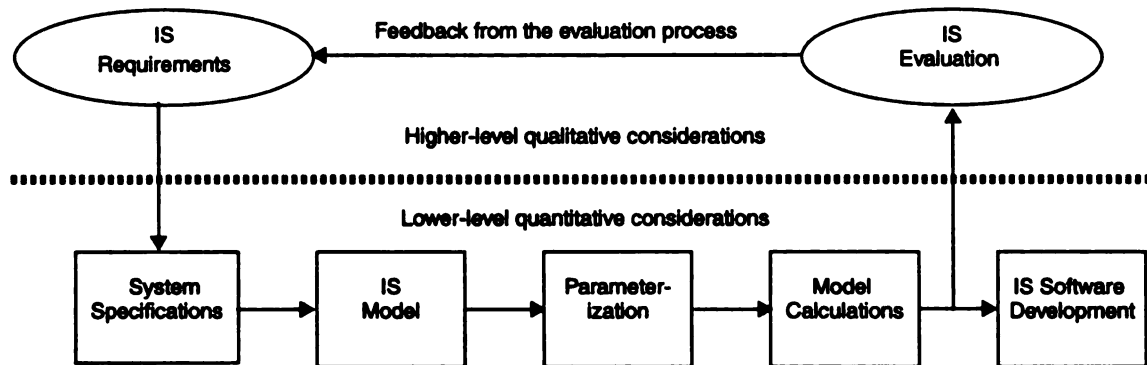 IS
Requirements
Feedback from the evaluation process
IS
Evaluation
Higher-level qualitative considerations
Lower-level quantitative considerations
System
Specifications
IS
Model
Parameter-
ization
Model
Calculations
IS Software
Development